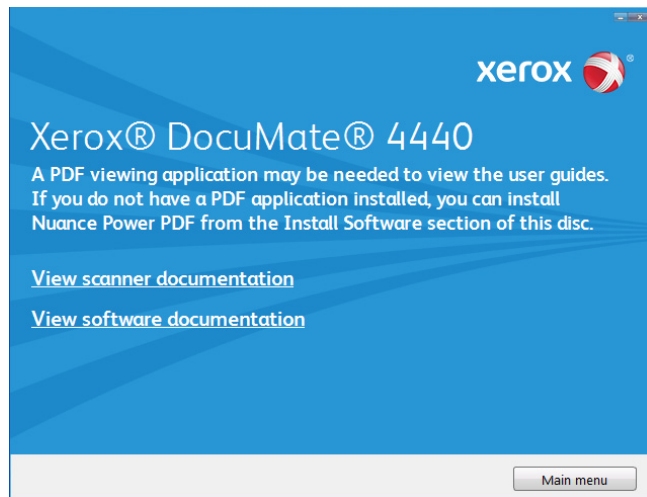 xerox ®
Xerox® DocuMate® 4440
A PDF viewing application may be needed to view the user guides.
If you do not have a PDF application installed, you can install
Nuance Power PDF from the Install Software section of this disc.
View scanner documentation
View software documentation
Main menu